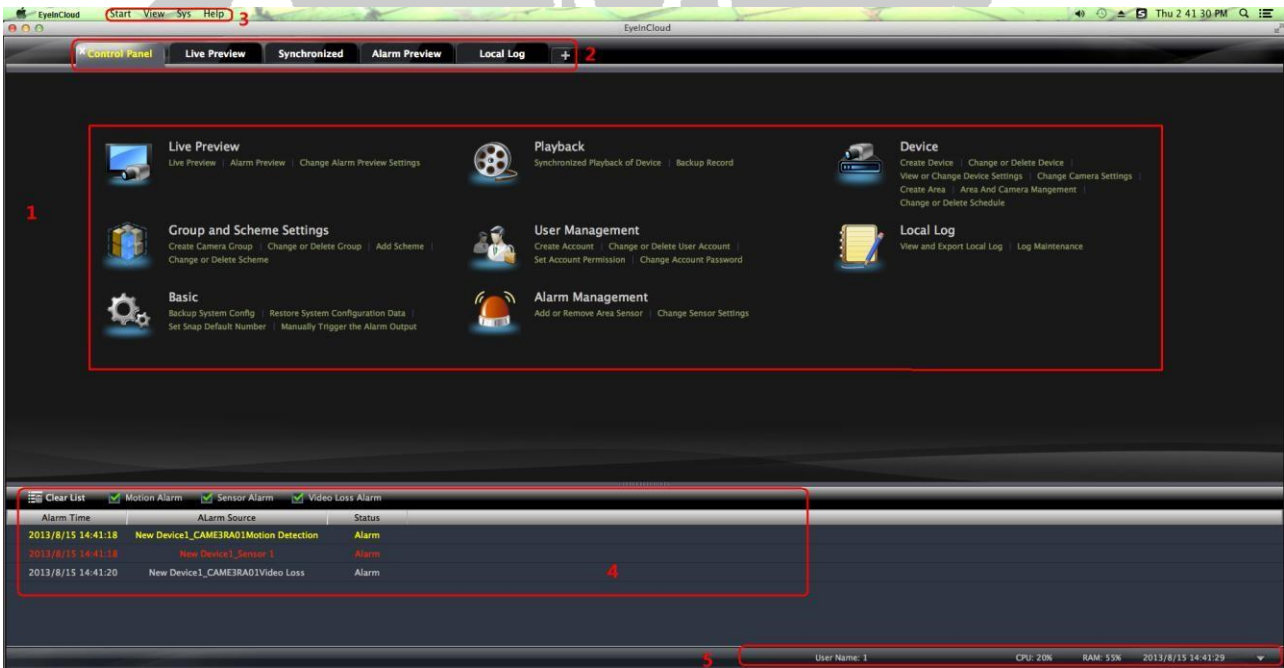 EyeInCloud Start View Sys Help 3 Thu 2 41 30 PM
EyeInCloud
Control Panel Live Preview Synchronized Alarm Preview Local Log + 2
Live Preview
Live Preview | Alarm Preview | Change Alarm Preview Settings
Playback
Synchronized Playback of Device | Backup Record
Device
Create Device | Change or Delete Device |
View or Change Device Settings | Change Camera Settings |
Create Area | Area And Camera Mangement |
Change or Delete Schedule
1
Group and Scheme Settings
Create Camera Group | Change or Delete Group | Add Scheme |
Change or Delete Scheme
User Management
Create Account | Change or Delete User Account |
Set Account Permission | Change Account Password
Local Log
View and Export Local Log | Log Maintenance
Basic
Backup System Config | Restore System Configuration Data |
Set Snap Default Number | Manually Trigger the Alarm Output
Alarm Management
Add or Remove Area Sensor | Change Sensor Settings
Clear List Motion Alarm Sensor Alarm Video Loss Alarm
Alarm Time ALarm Source Status
2013/8/15 14:41:18 New Device1_CAME3RA01Motion Detection Alarm
2013/8/15 14:41:18 New Device1_Sensor 1 Alarm
2013/8/15 14:41:20 New Device1_CAME3RA01Video Loss Alarm
4
5 User Name: 1 CPU: 20% RAM: 55% 2013/8/15 14:41:29